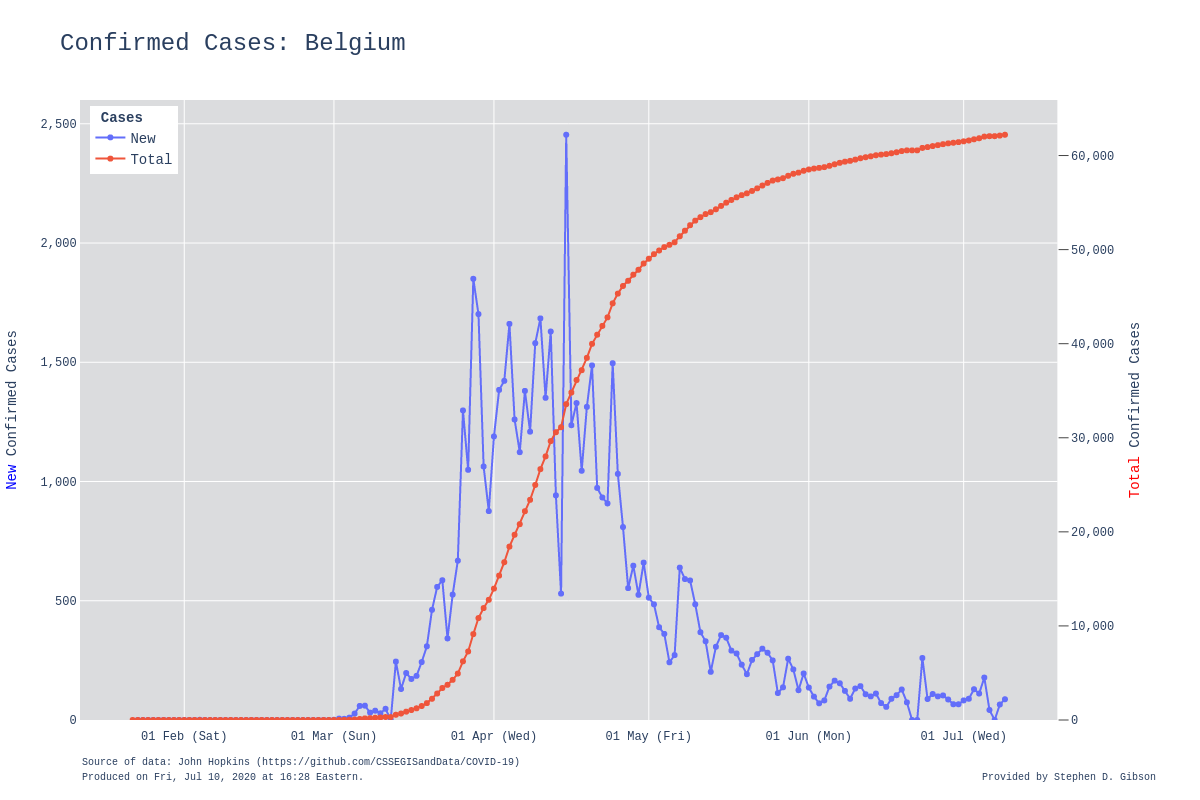 Confirmed Cases: Belgium
Cases
New
Total
2,500
2,000
1,500
1,000
500
0
New Confirmed Cases
60,000
50,000
40,000
30,000
20,000
10,000
0
Total Confirmed Cases
01 Feb (Sat)
01 Mar (Sun)
01 Apr (Wed)
01 May (Fri)
01 Jun (Mon)
01 Jul (Wed)
Source of data: John Hopkins (https://github.com/CSSEGISandData/COVID-19)
Produced on Fri, Jul 10, 2020 at 16:28 Eastern.
Provided by Stephen D. Gibson